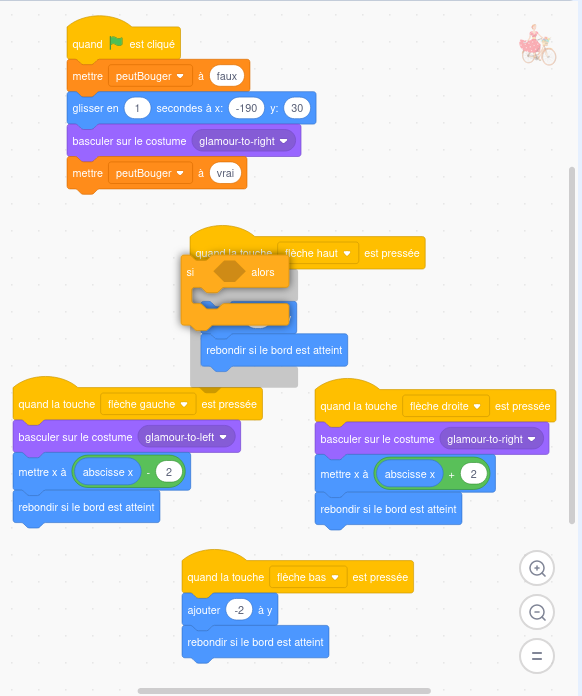 quand est cliqué
mettre peutBouger à faux
glisser en 1 secondes à x: -190 y: 30
basculer sur le costume glamour-to-right
mettre peutBouger à vrai
quand la touche flèche haut est pressée
si alors
y
rebondir si le bord est atteint
quand la touche flèche gauche est pressée
basculer sur le costume glamour-to-left
mettre x à abscisse x - 2
rebondir si le bord est atteint
quand la touche flèche droite est pressée
basculer sur le costume glamour-to-right
mettre x à abscisse x + 2
rebondir si le bord est atteint
quand la touche flèche bas est pressée
ajouter -2 à y
rebondir si le bord est atteint